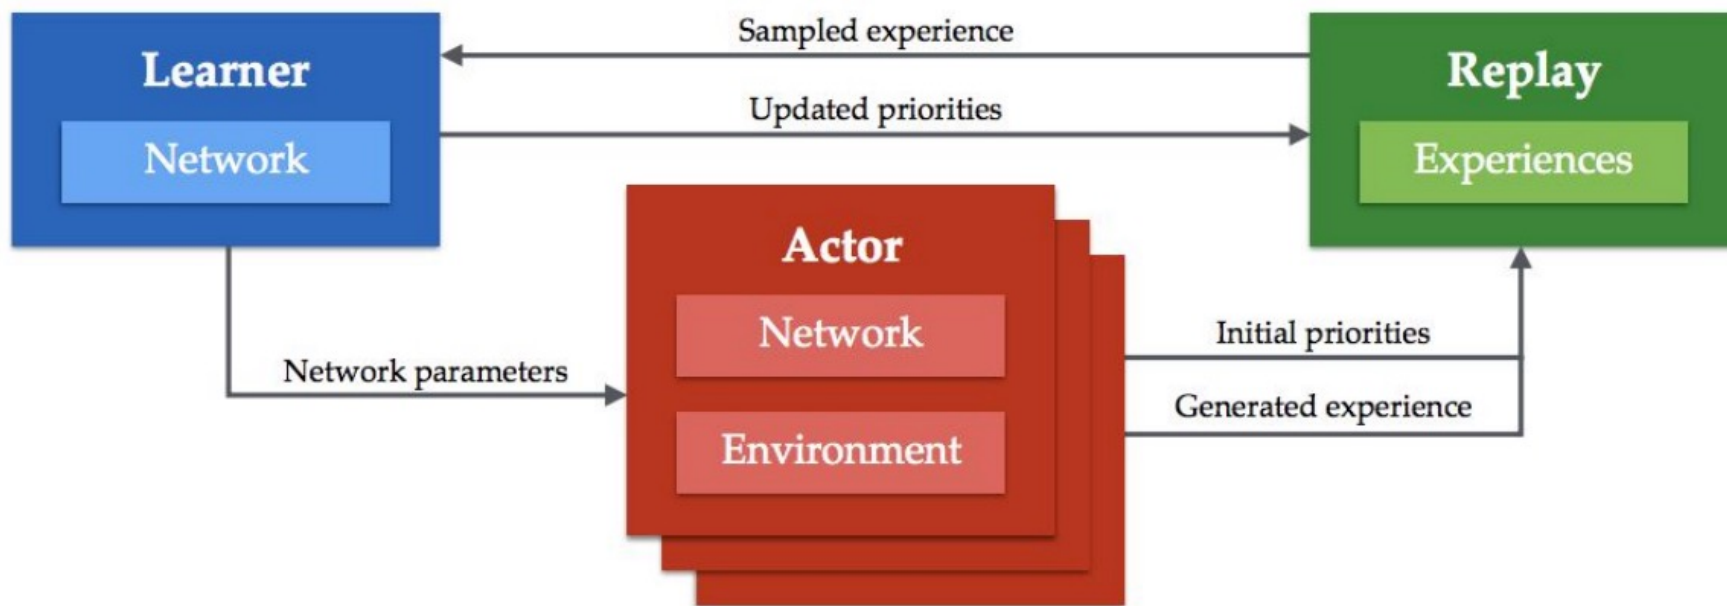 Sampled experience
Learner
Replay
Updated priorities
Network
Experiences
Actor
Network
Initial priorities
Network parameters
Generated experience
Environment